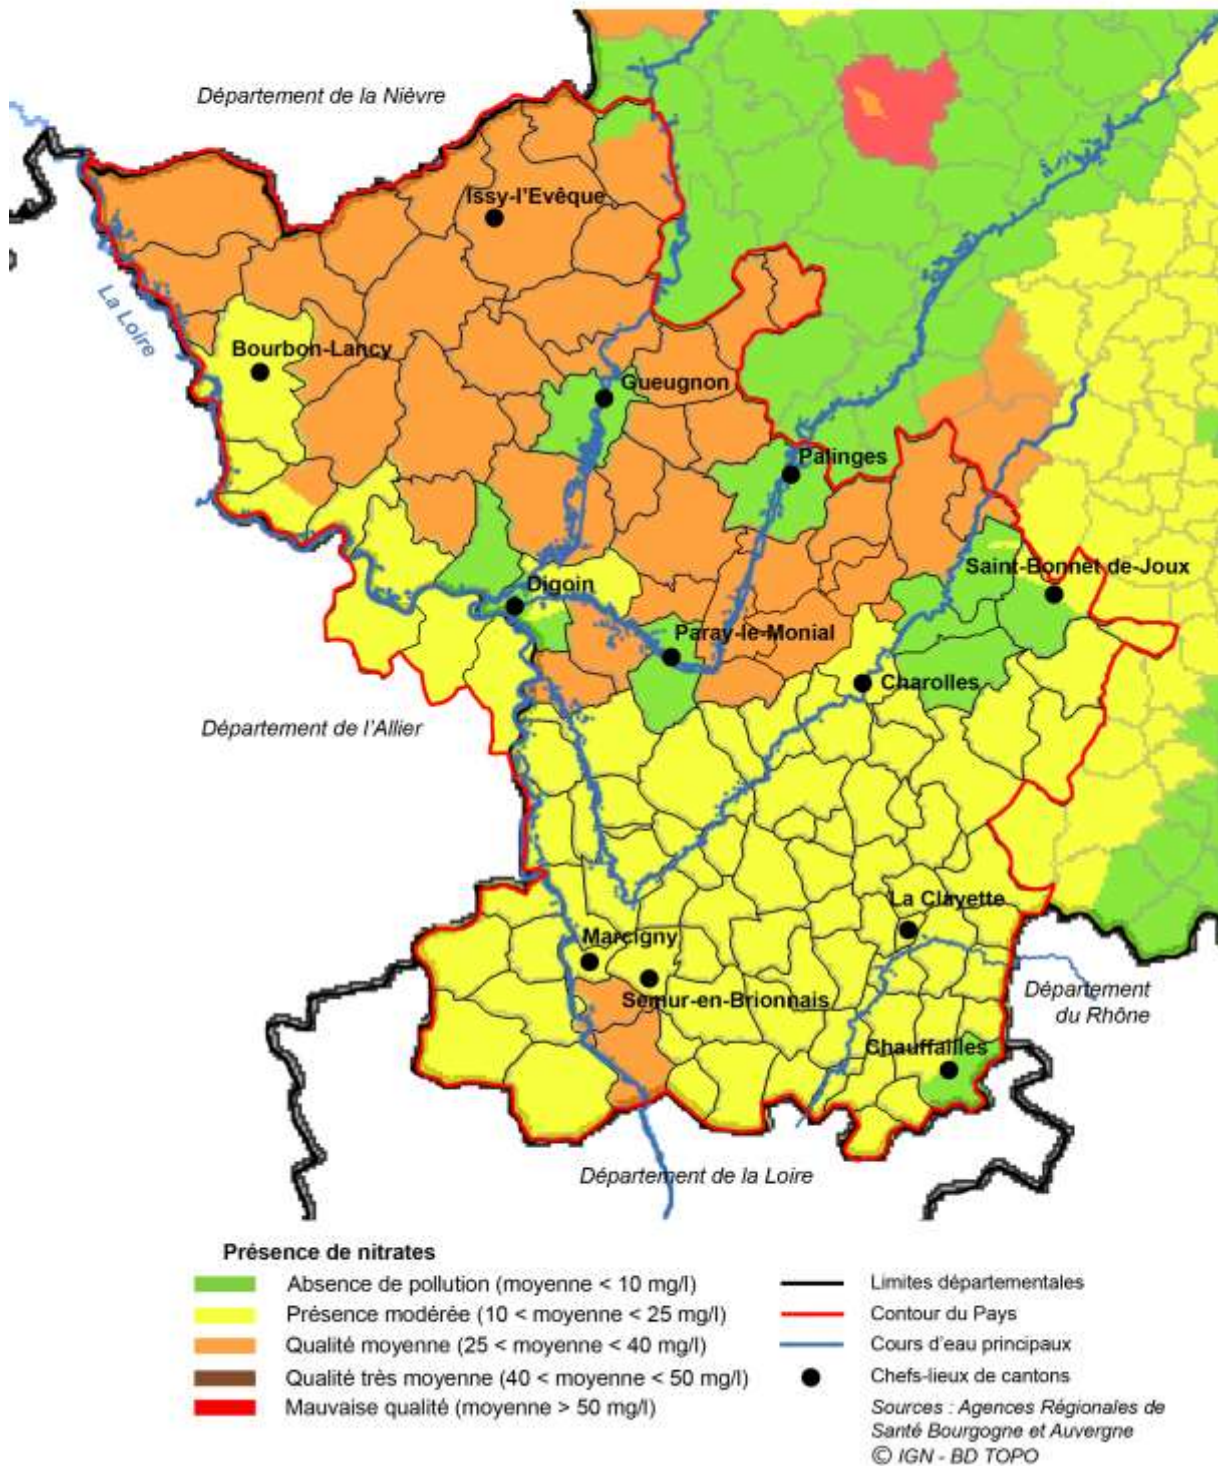 Département de la Nièvre
Issy-l'Evêque
La Loire
Bourbon-Lancy
Gueugnon
Palinges
Saint-Bonnet-de-Joux
Digoin
Paray-le-Monial
Charolles
Département de l'Allier
La Clayette
Marcigny
Semur-en-Brionnais
Département
du Rhône
Chauffailles
Département de la Loire
Présence de nitrates
Absence de pollution (moyenne < 10 mg/l)
Présence modérée (10 < moyenne < 25 mg/l)
Qualité moyenne (25 < moyenne < 40 mg/l)
Qualité très moyenne (40 < moyenne < 50 mg/l)
Mauvaise qualité (moyenne > 50 mg/l)
Limites départementales
Contour du Pays
Cours d'eau principaux
Chefs-lieux de cantons
Sources : Agences Régionales de
Santé Bourgogne et Auvergne
© IGN - BD TOPO